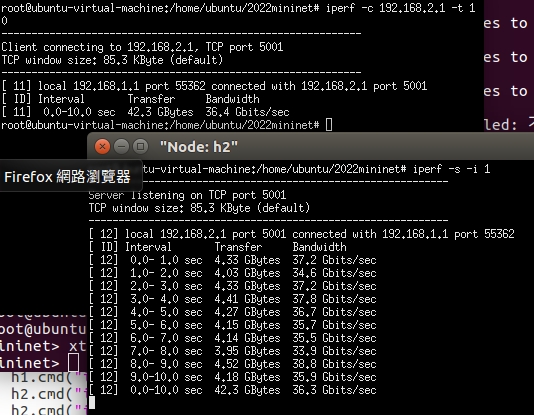 root@ubuntu-virtual-machine:/home/ubuntu/2022mininet# iperf -c 192.168.2.1 -t 1
0
------------------------------------------------------------
Client connecting to 192.168.2.1, TCP port 5001
TCP window size: 85.3 KByte (default)
------------------------------------------------------------
[ 11] local 192.168.1.1 port 55362 connected with 192.168.2.1 port 5001
[ ID] Interval       Transfer     Bandwidth
[ 11]  0.0-10.0 sec  42.3 GBytes  36.4 Gbits/sec
root@ubuntu-virtual-machine:/home/ubuntu/2022mininet#
es to
es to
es to
led:
"Node: h2"
-virtual-machine:/home/ubuntu/2022mininet# iperf -s -i 1
Firefox 網路瀏覽器
------------------------------------------------------------
Server listening on TCP port 5001
TCP window size: 85.3 KByte (default)
------------------------------------------------------------
[ 12] local 192.168.2.1 port 5001 connected with 192.168.1.1 port 55362
[ ID] Interval       Transfer     Bandwidth
[ 12]  0.0- 1.0 sec  4.33 GBytes  37.2 Gbits/sec
[ 12]  1.0- 2.0 sec  4.03 GBytes  34.6 Gbits/sec
[ 12]  2.0- 3.0 sec  4.33 GBytes  37.2 Gbits/sec
[ 12]  3.0- 4.0 sec  4.41 GBytes  37.8 Gbits/sec
[ 12]  4.0- 5.0 sec  4.27 GBytes  36.7 Gbits/sec
[ 12]  5.0- 6.0 sec  4.15 GBytes  35.7 Gbits/sec
[ 12]  6.0- 7.0 sec  4.14 GBytes  35.5 Gbits/sec
[ 12]  7.0- 8.0 sec  3.95 GBytes  33.9 Gbits/sec
[ 12]  8.0- 9.0 sec  4.52 GBytes  38.8 Gbits/sec
[ 12]  9.0-10.0 sec  4.18 GBytes  35.9 Gbits/sec
[ 12]  0.0-10.0 sec  42.3 GBytes  36.3 Gbits/sec
root@ubuntu
root@ubuntu
ininet> xt
ininet>
h1.cmd("
h2.cmd("
h2.cmd("